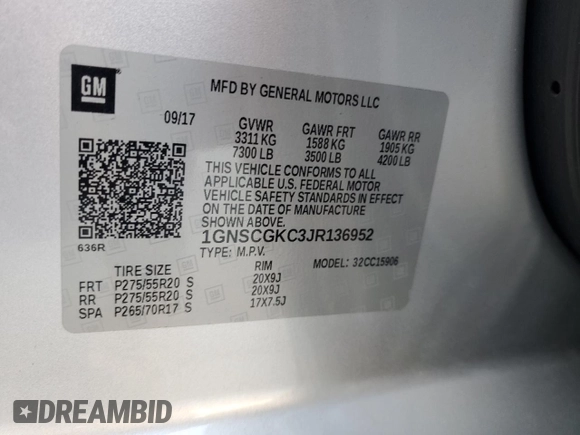 GM
MFD BY GENERAL MOTORS LLC
09/17 GVWR GAWR FRT GAWR RR
3311 KG 1588 KG 1905 KG
7300 LB 3500 LB 4200 LB
THIS VEHICLE CONFORMS TO ALL
APPLICABLE U.S. FEDERAL MOTOR
VEHICLE SAFETY STANDARDS IN EFFECT
ON THE DATE OF MANUFACTURE
SHOWN ABOVE.
636R
1GNSCGKC3JR136952
TYPE: M.P.V. MODEL: 32CC15906
TIRE SIZE RIM
FRT P275/55R20 S 20X9J
RR P275/55R20 S 20X9J
SPA P265/70R17 S 17X7.5J
DREAMBID